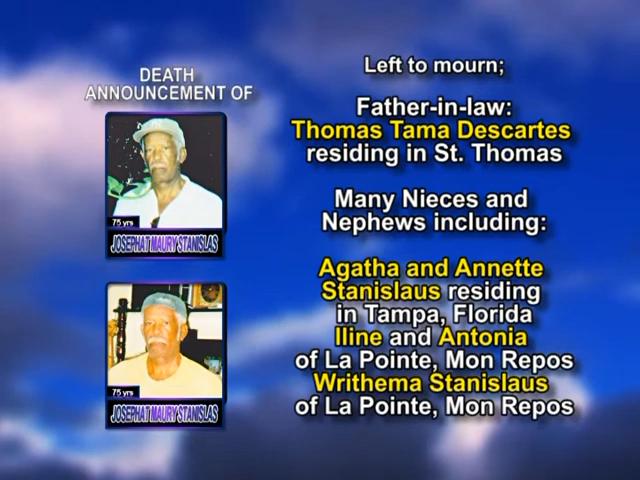 DEATH
ANNOUNCEMENT OF
75 yrs
JOSEPHAT MAURY STANISLAS
75 yrs
JOSEPHAT MAURY STANISLAS
Left to mourn;
Father-in-law:
Thomas Tama Descartes
residing in St. Thomas
Many Nieces and
Nephews including:
Agatha and Annette
Stanislaus residing
in Tampa, Florida
Iline and Antonia
of La Pointe, Mon Repos
Writhema Stanislaus
of La Pointe, Mon Repos